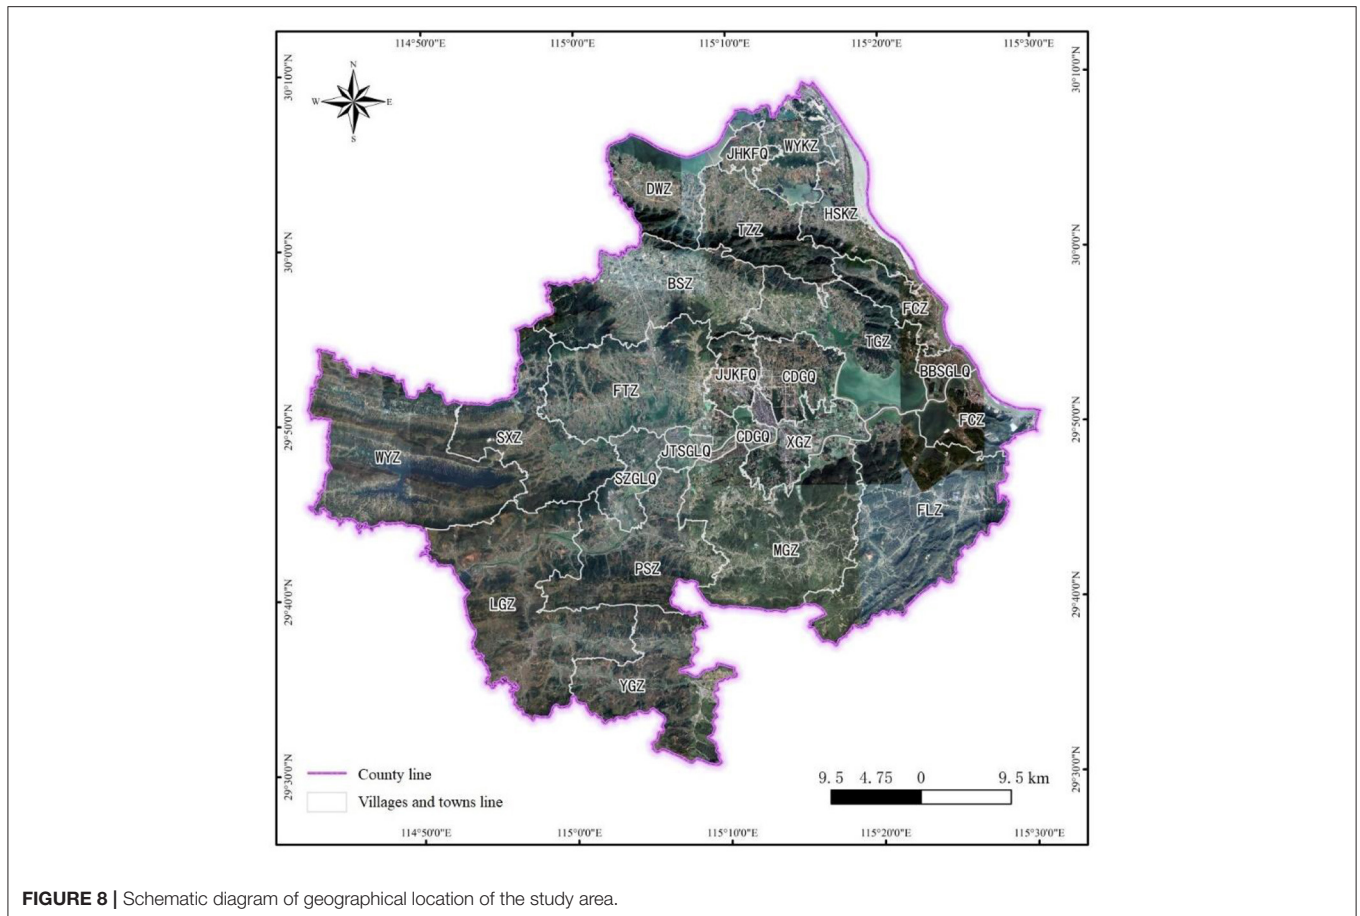 114°50'0"E 115°0'0"E 115°10'0"E 115°20'0"E 115°30'0"E
30°10'0"N 30°10'0"N
N
W E
S
WYKZ
JHKFQ
DWZ
HSKZ
TZZ
30°0'0"N 30°0'0"N
BSZ
FCZ
TGZ
BBSGLQ
JJKFQ CDGQ
FTZ
FCZ
29°50'0"N 29°50'0"N
SXZ CDGQ XGZ
JTSGLQ
WYZ
SZGLQ
FLZ
MGZ
PSZ
29°40'0"N 29°40'0"N
LGZ
YGZ
29°30'0"N 29°30'0"N
County line
Villages and towns line
9.5 4.75 0 9.5 km
114°50'0"E 115°0'0"E 115°10'0"E 115°20'0"E 115°30'0"E
FIGURE 8 | Schematic diagram of geographical location of the study area.